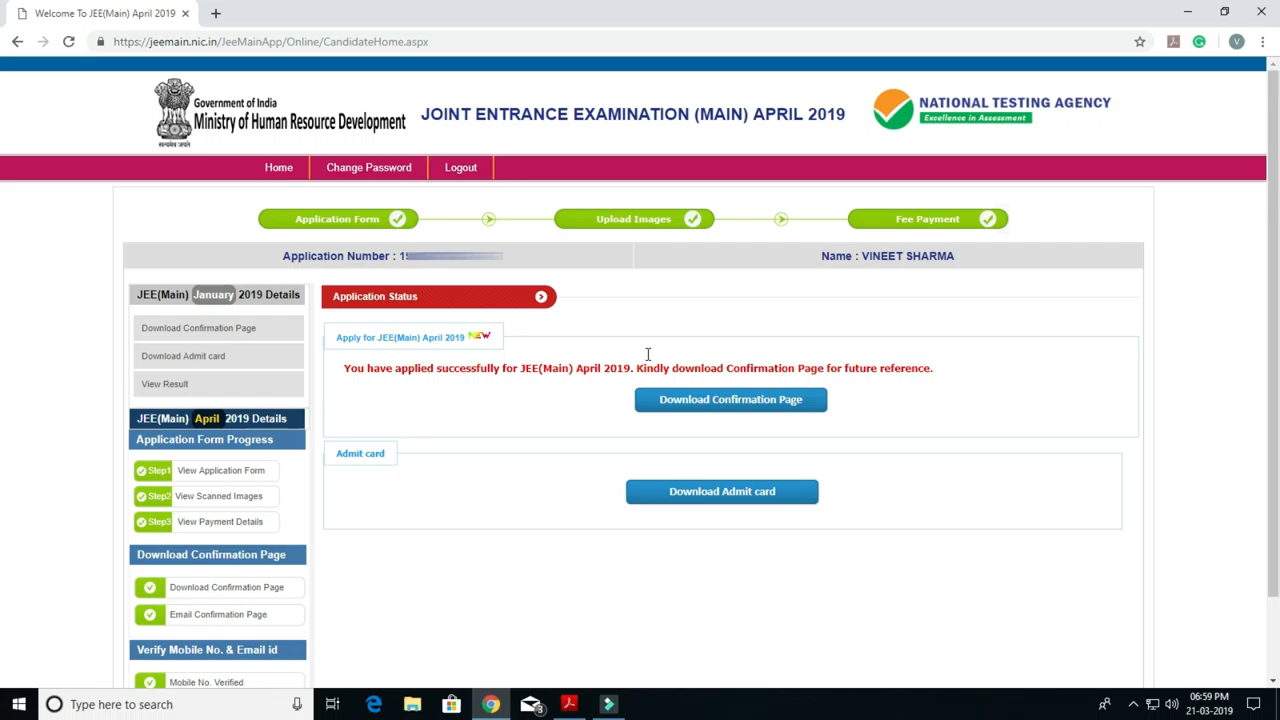 Welcome To JEE(Main) April 2019
https://jeemain.nic.in/JeeMainApp/Online/CandidateHome.aspx
V
Government of India
Ministry of Human Resource Development
सत्यमेव जयते
JOINT ENTRANCE EXAMINATION (MAIN) APRIL 2019
NATIONAL TESTING AGENCY
Excellence in Assessment
Home
Change Password
Logout
Application Form
Upload Images
Fee Payment
Application Number :
Name : VINEET SHARMA
JEE(Main) January 2019 Details
Download Confirmation Page
Download Admit card
View Result
JEE(Main) April 2019 Details
Application Form Progress
Step1 View Application Form
Step2 View Scanned Images
Step3 View Payment Details
Download Confirmation Page
Download Confirmation Page
Email Confirmation Page
Verify Mobile No. & Email id
Mobile No. Verified
Application Status
Apply for JEE(Main) April 2019 NEW
You have applied successfully for JEE(Main) April 2019. Kindly download Confirmation Page for future reference.
Download Confirmation Page
Admit card
Download Admit card
Type here to search
3
06:59 PM
21-03-2019